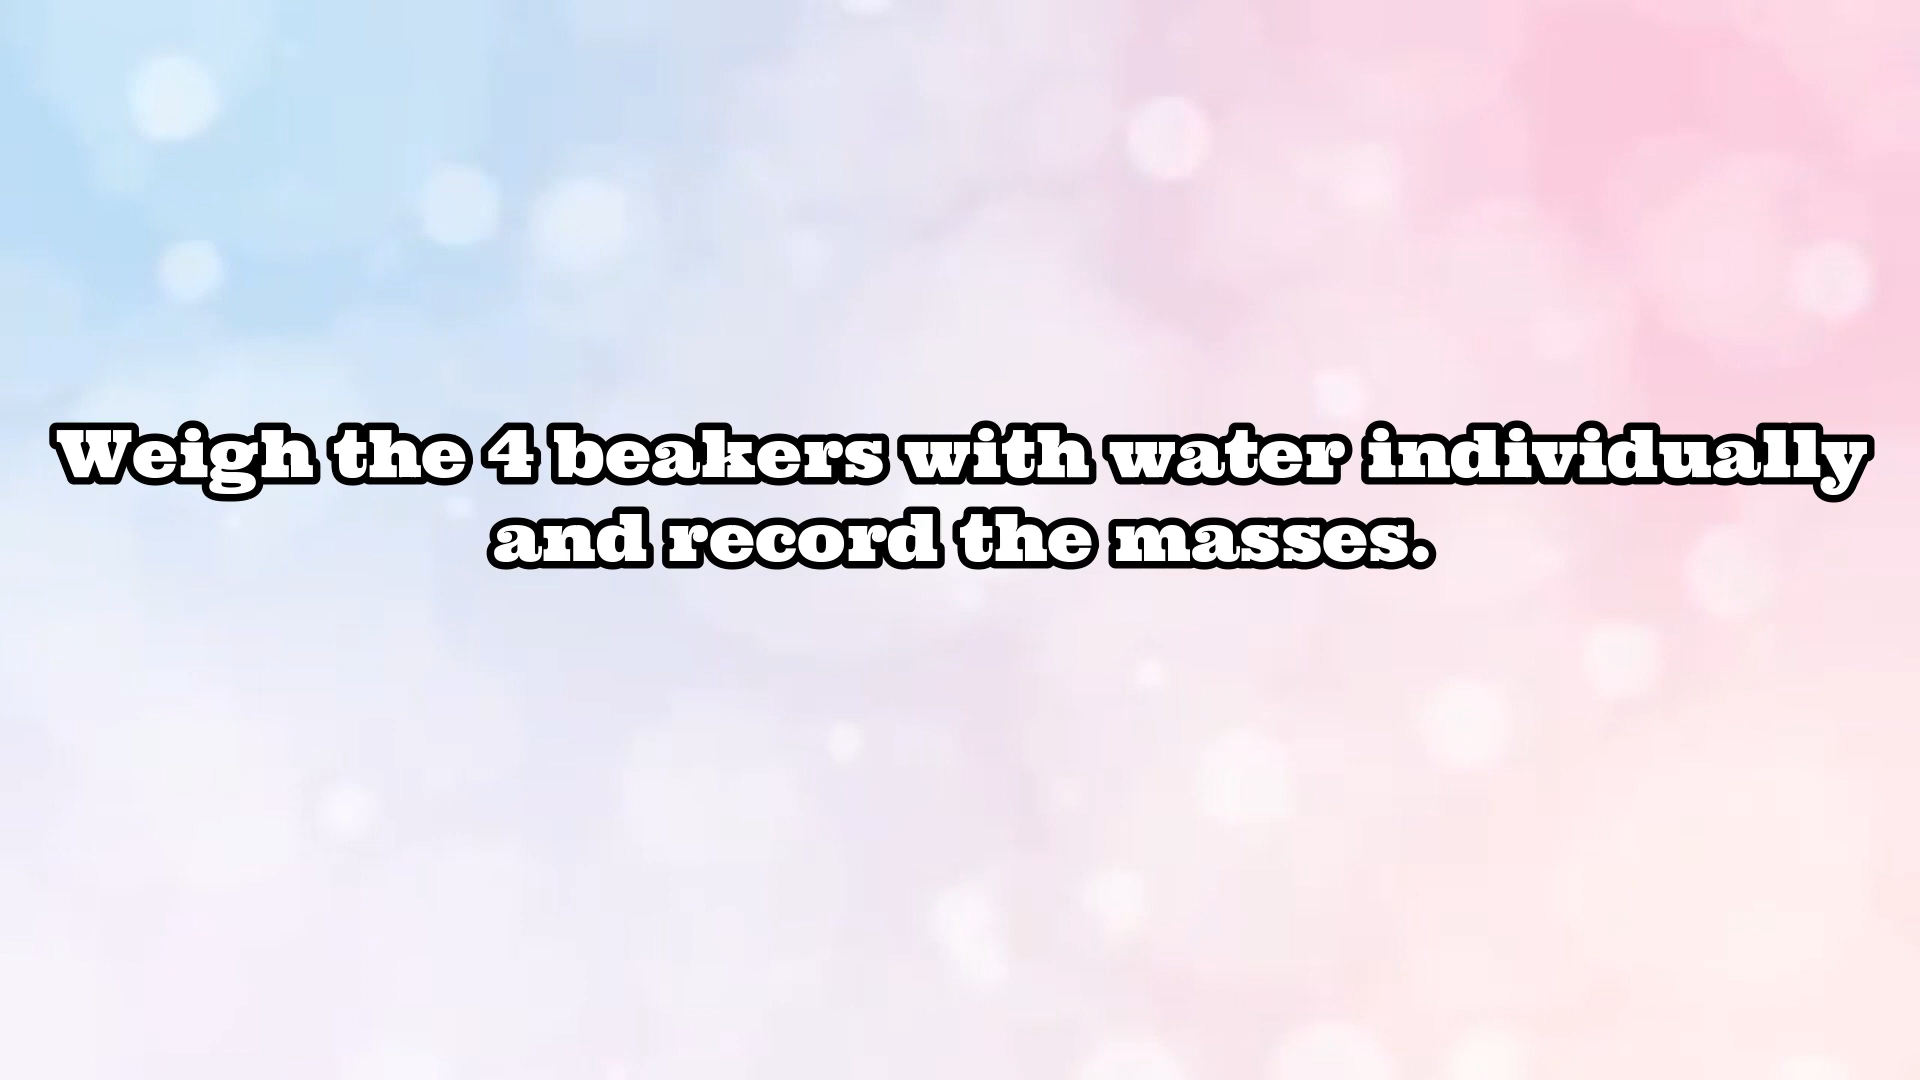 Weigh the 4 beakers with water individually
and record the masses.